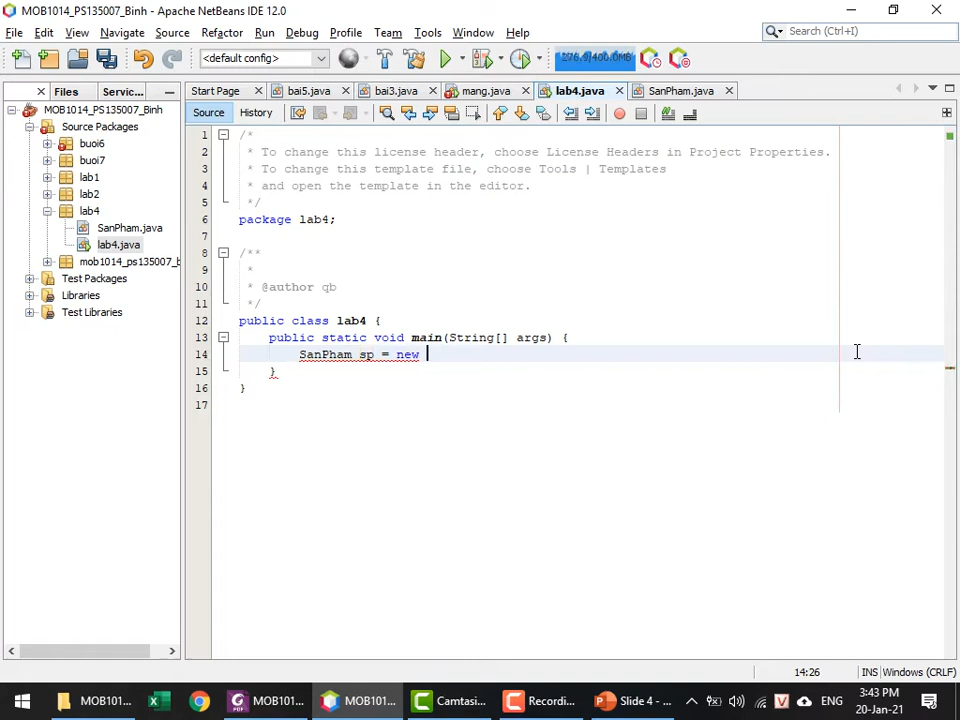 MOB1014_PS135007_Binh - Apache NetBeans IDE 12.0
File Edit View Navigate Source Refactor Run Debug Profile Team Tools Window Help
Search (Ctrl+I)
<default config>
276.9/400.0MB
Files Servic...
Start Page bai5.java bai3.java mang.java lab4.java SanPham.java
Source History
MOB1014_PS135007_Binh
Source Packages
buoi6
buoi7
lab1
lab2
lab4
SanPham.java
lab4.java
mob1014_ps135007_b
Test Packages
Libraries
Test Libraries
1 /*
2 * To change this license header, choose License Headers in Project Properties.
3 * To change this template file, choose Tools | Templates
4 * and open the template in the editor.
5 */
6 package lab4;
7
8 /**
9 *
10 * @author qb
11 */
12 public class lab4 {
13 public static void main(String[] args) {
14 SanPham sp = new
15 }
16 }
17
14:26 INS Windows (CRLF)
MOB101... MOB101... MOB101... Camtasi... Recordi... Slide 4 - ...
ENG
3:43 PM
20-Jan-21